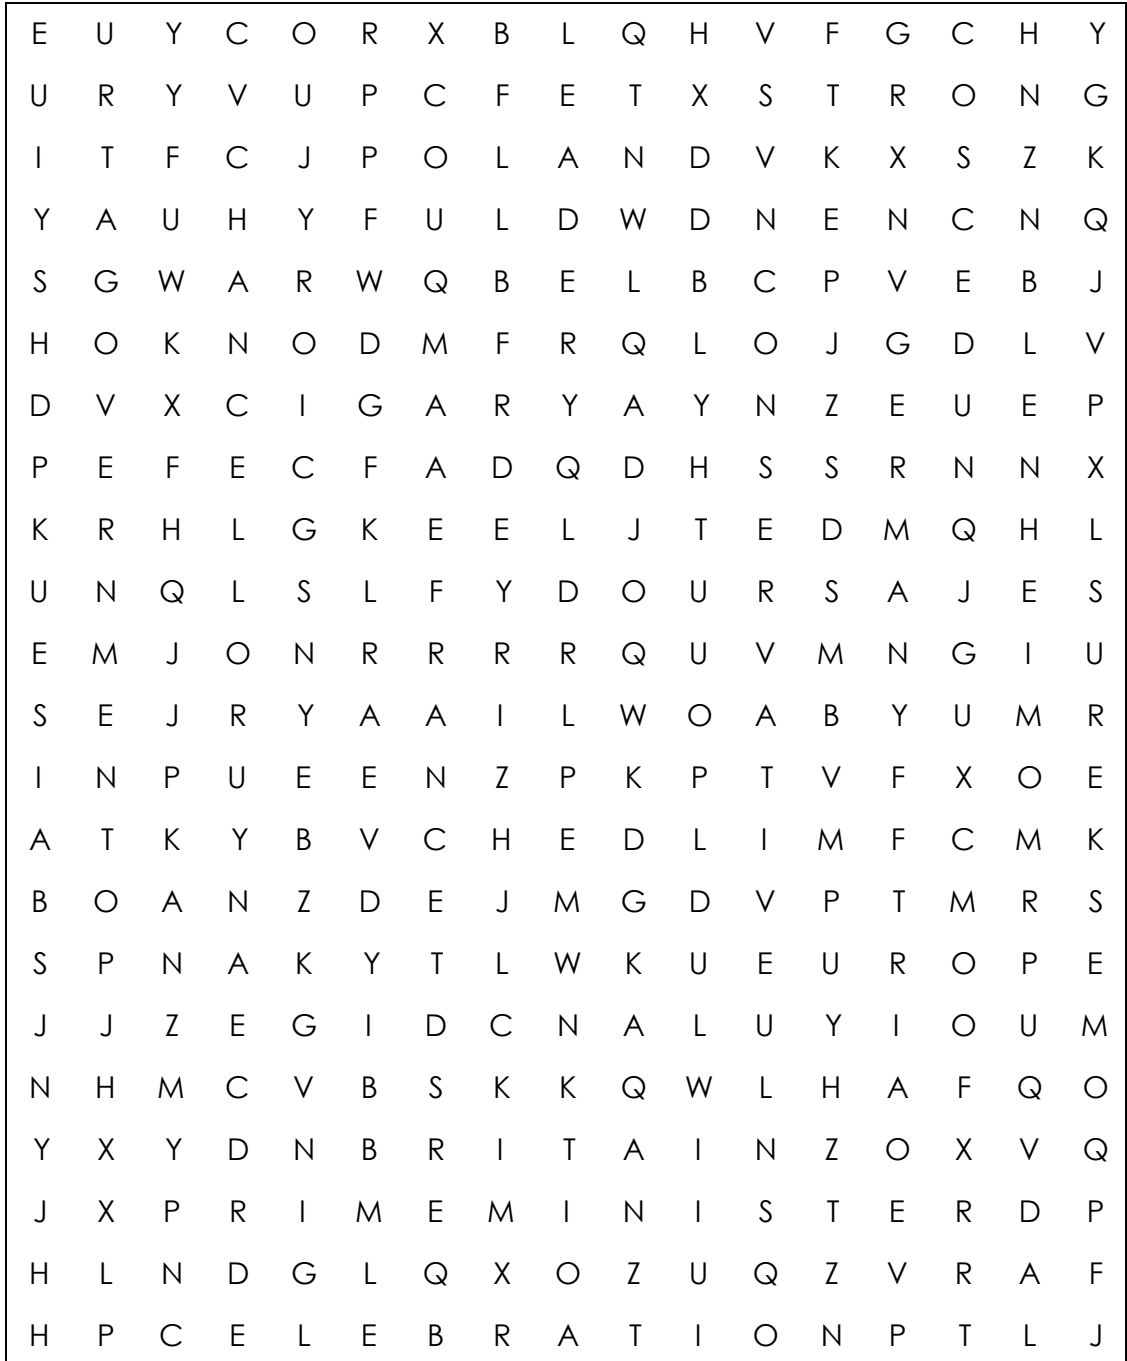 E U Y C O R X B L Q H V F G C H Y
U R Y V U P C F E T X S T R O N G
I T F C J P O L A N D V K X S Z K
Y A U H Y F U L D W D N E N C N Q
S G W A R W Q B E L B C P V E B J
H O K N O D M F R Q L O J G D L V
D V X C I G A R Y A Y N Z E U E P
P E F E C F A D Q D H S S R N N X
K R H L G K E E L J T E D M Q H L
U N Q L S L F Y D O U R S A J E S
E M J O N R R R R Q U V M N G I U
S E J R Y A A I L W O A B Y U M R
I N P U E E N Z P K P T V F X O E
A T K Y B V C H E D L I M F C M K
B O A N Z D E J M G D V P T M R S
S P N A K Y T L W K U E U R O P E
J J Z E G I D C N A L U Y I O U M
N H M C V B S K K Q W L H A F Q O
Y X Y D N B R I T A I N Z O X V Q
J X P R I M E M I N I S T E R D P
H L N D G L Q X O Z U Q Z V R A F
H P C E L E B R A T I O N P T L J